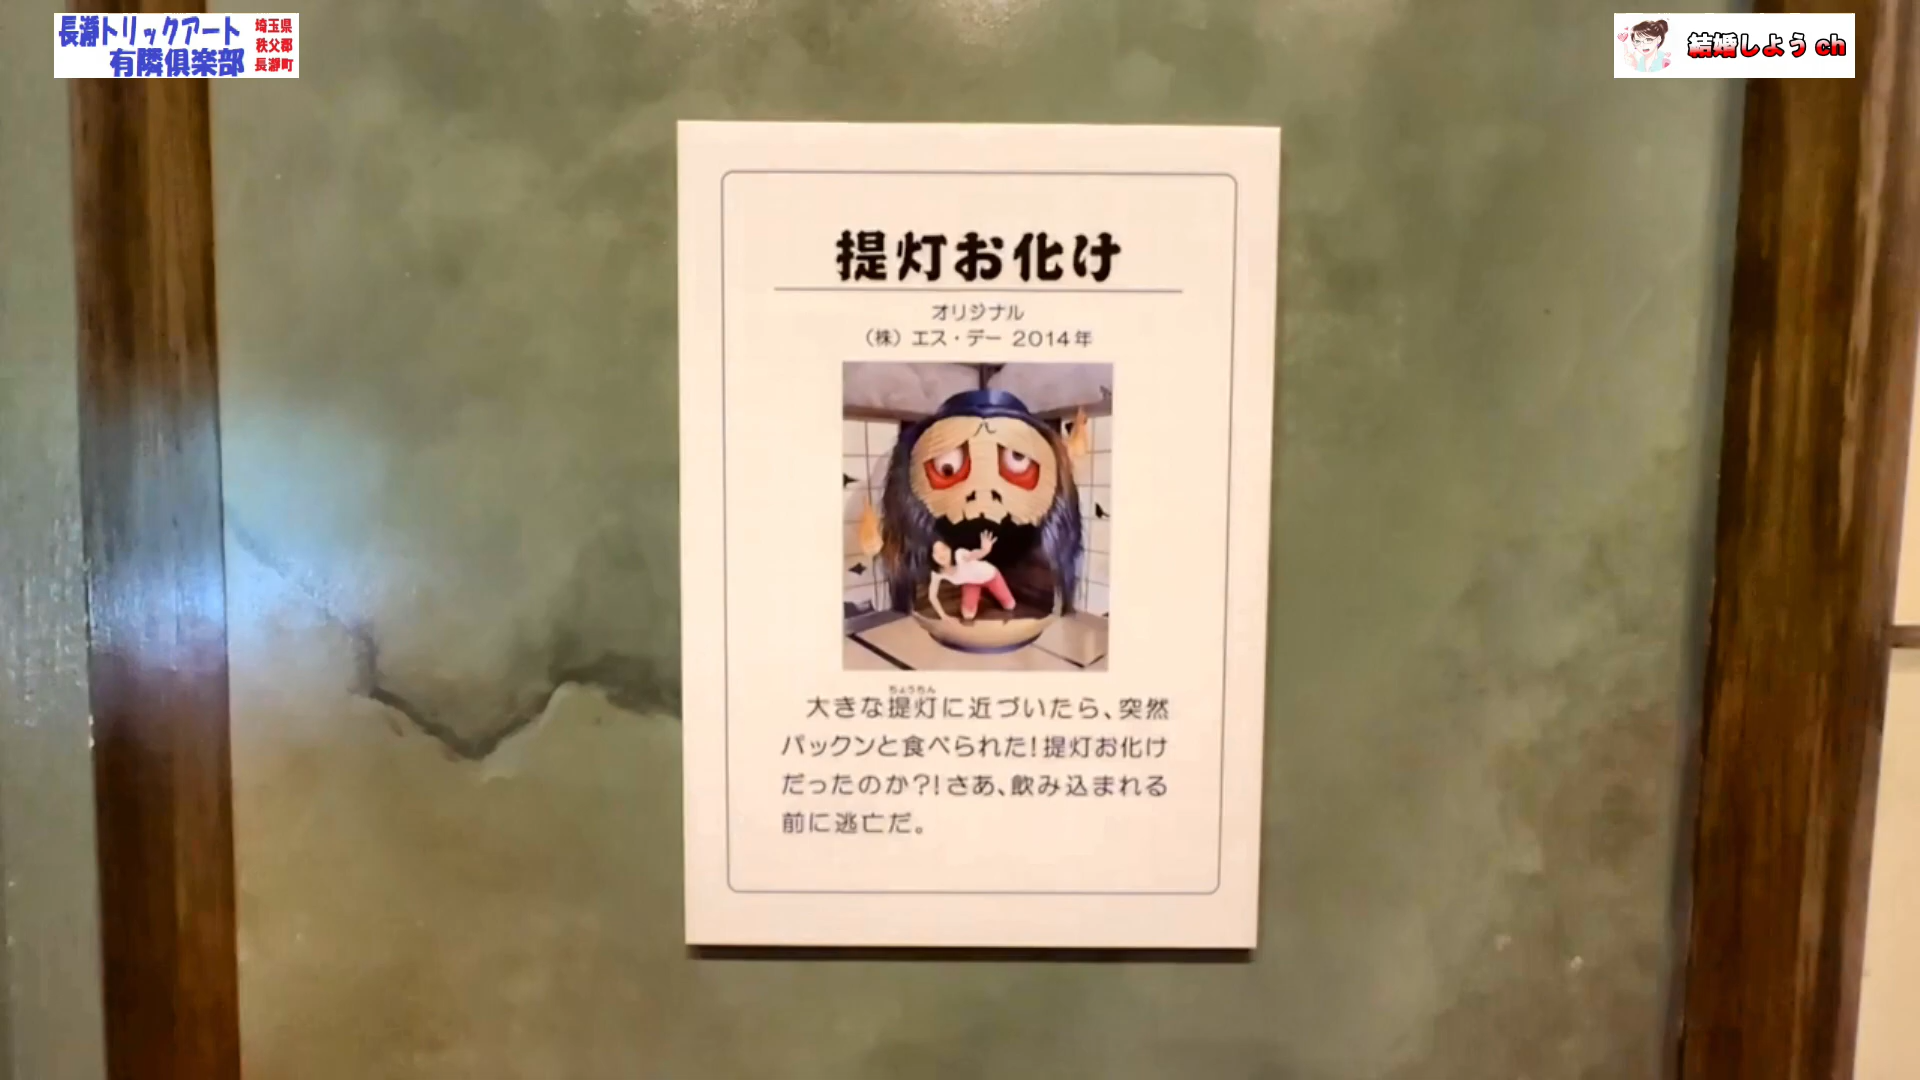 長瀞トリックアート
有隣倶楽部
埼玉県
秩父郡
長瀞町
結婚しよう ch
提灯お化け
オリジナル
（株）エス・デー 2014年
ちょうちん
大きな提灯に近づいたら、突然
パックンと食べられた！提灯お化け
だったのか？！さあ、飲み込まれる
前に逃亡だ。